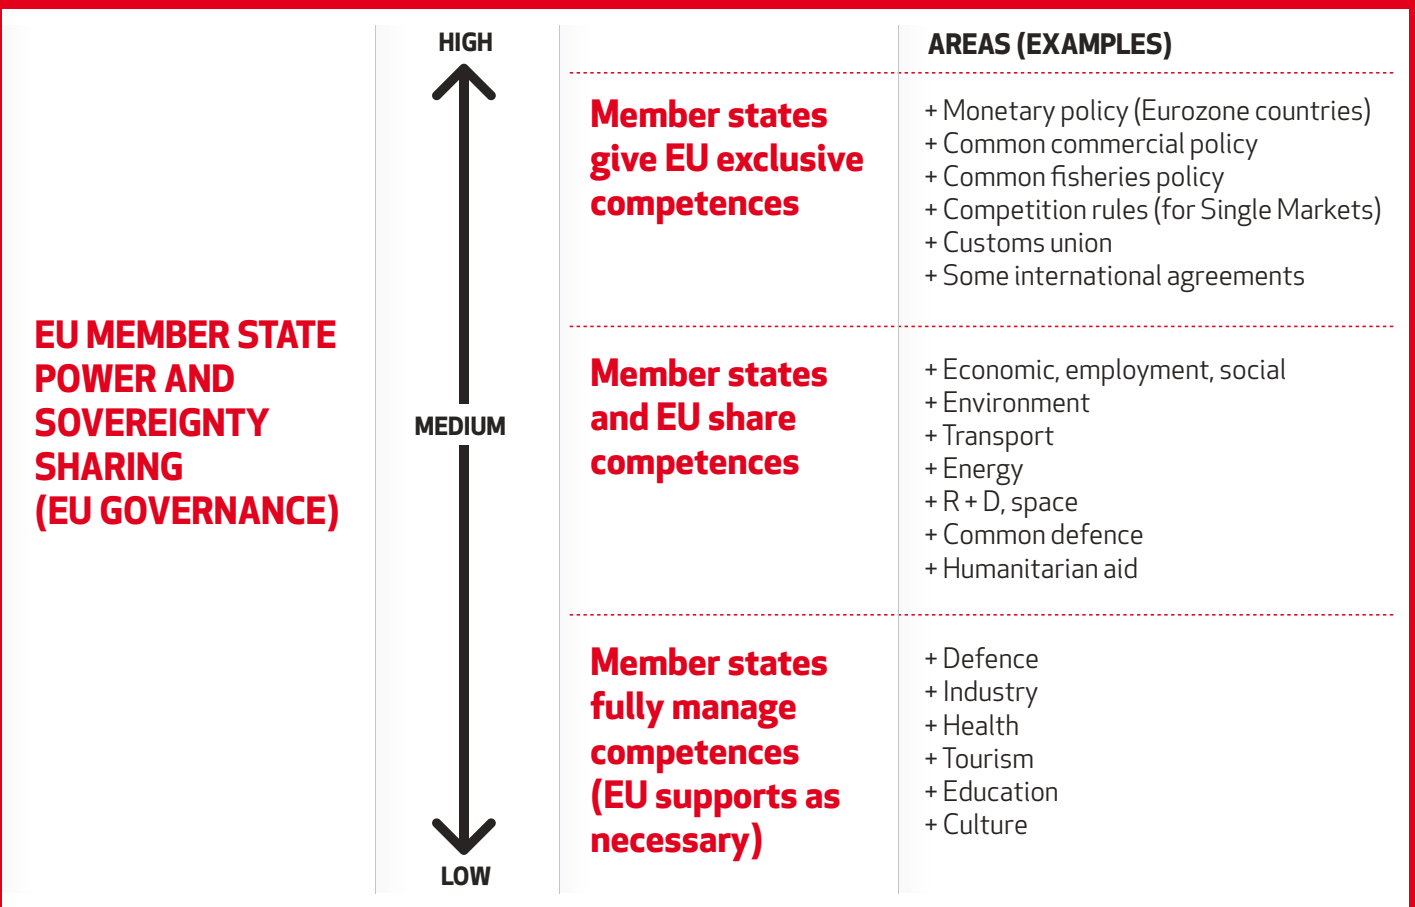 EU MEMBER STATE
POWER AND
SOVEREIGNTY
SHARING
(EU GOVERNANCE)
HIGH
MEDIUM
LOW
AREAS (EXAMPLES)
Member states
give EU exclusive
competences
+ Monetary policy (Eurozone countries)
+ Common commercial policy
+ Common fisheries policy
+ Competition rules (for Single Markets)
+ Customs union
+ Some international agreements
Member states
and EU share
competences
+ Economic, employment, social
+ Environment
+ Transport
+ Energy
+ R + D, space
+ Common defence
+ Humanitarian aid
Member states
fully manage
competences
(EU supports as
necessary)
+ Defence
+ Industry
+ Health
+ Tourism
+ Education
+ Culture